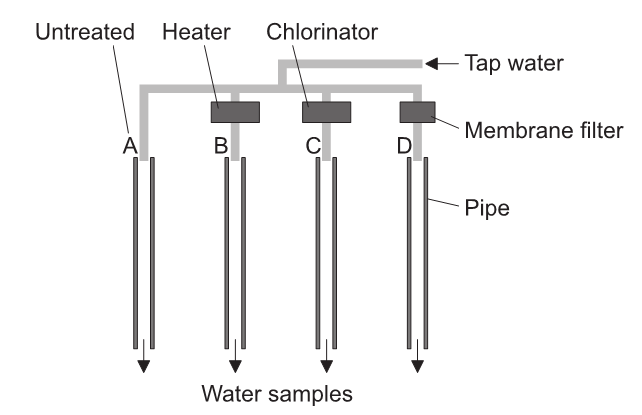 Untreated
Heater
Chlorinator
Tap water
Membrane filter
A
B
C
D
Pipe
Water samples